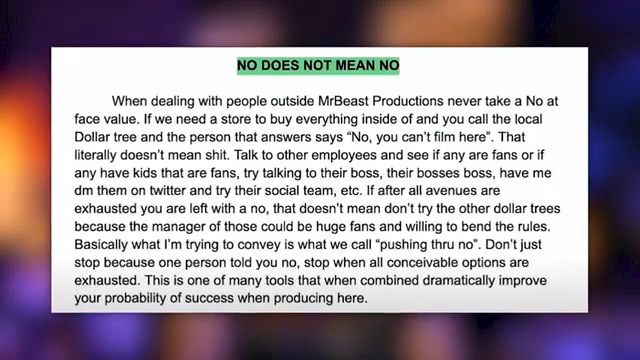 NO DOES NOT MEAN NO
When dealing with people outside MrBeast Productions never take a No at
face value. If we need a store to buy everything inside of and you call the local
Dollar tree and the person that answers says “No, you can’t film here”. That
literally doesn’t mean shit. Talk to other employees and see if any are fans or if
any have kids that are fans, try talking to their boss, their bosses boss, have me
dm them on twitter and try their social team, etc. If after all avenues are
exhausted you are left with a no, that doesn’t mean don’t try the other dollar trees
because the manager of those could be huge fans and willing to bend the rules.
Basically what I’m trying to convey is what we call “pushing thru no”. Don’t just
stop because one person told you no, stop when all conceivable options are
exhausted. This is one of many tools that when combined dramatically improve
your probability of success when producing here.